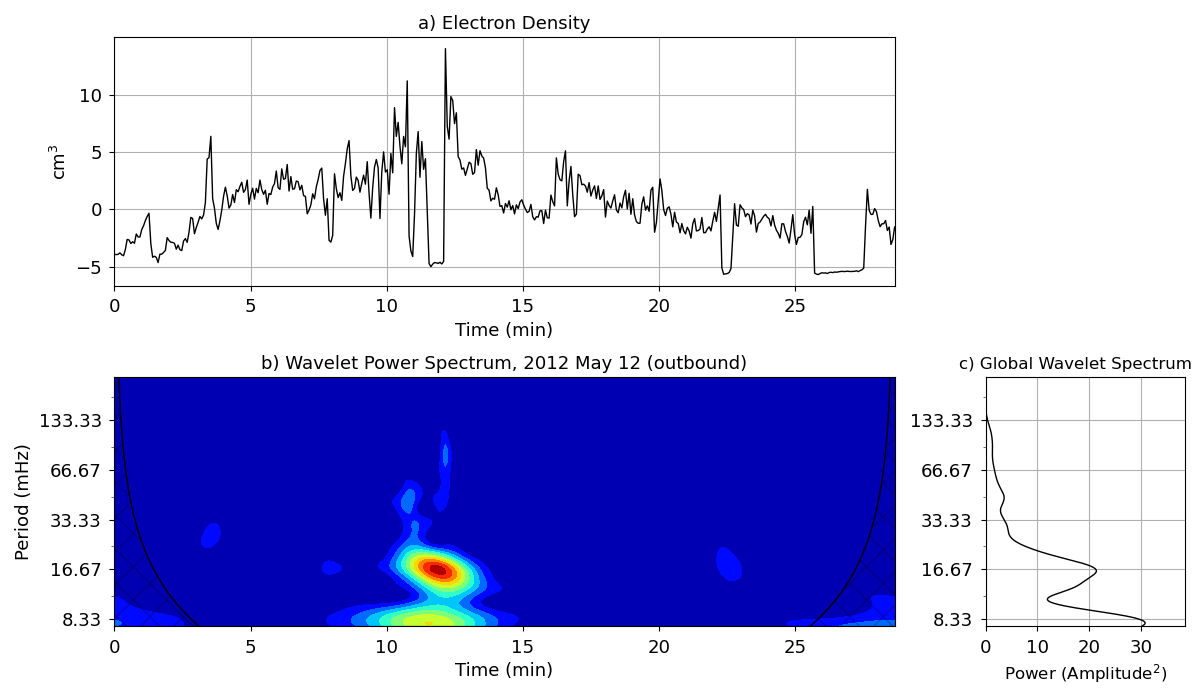 a) Electron Density
cm³
10
5
0
−5
0 5 10 15 20 25
Time (min)
b) Wavelet Power Spectrum, 2012 May 12 (outbound)
Period (mHz)
133.33
66.67
33.33
16.67
8.33
0 5 10 15 20 25
Time (min)
c) Global Wavelet Spectrum
133.33
66.67
33.33
16.67
8.33
0 10 20 30
Power (Amplitude²)